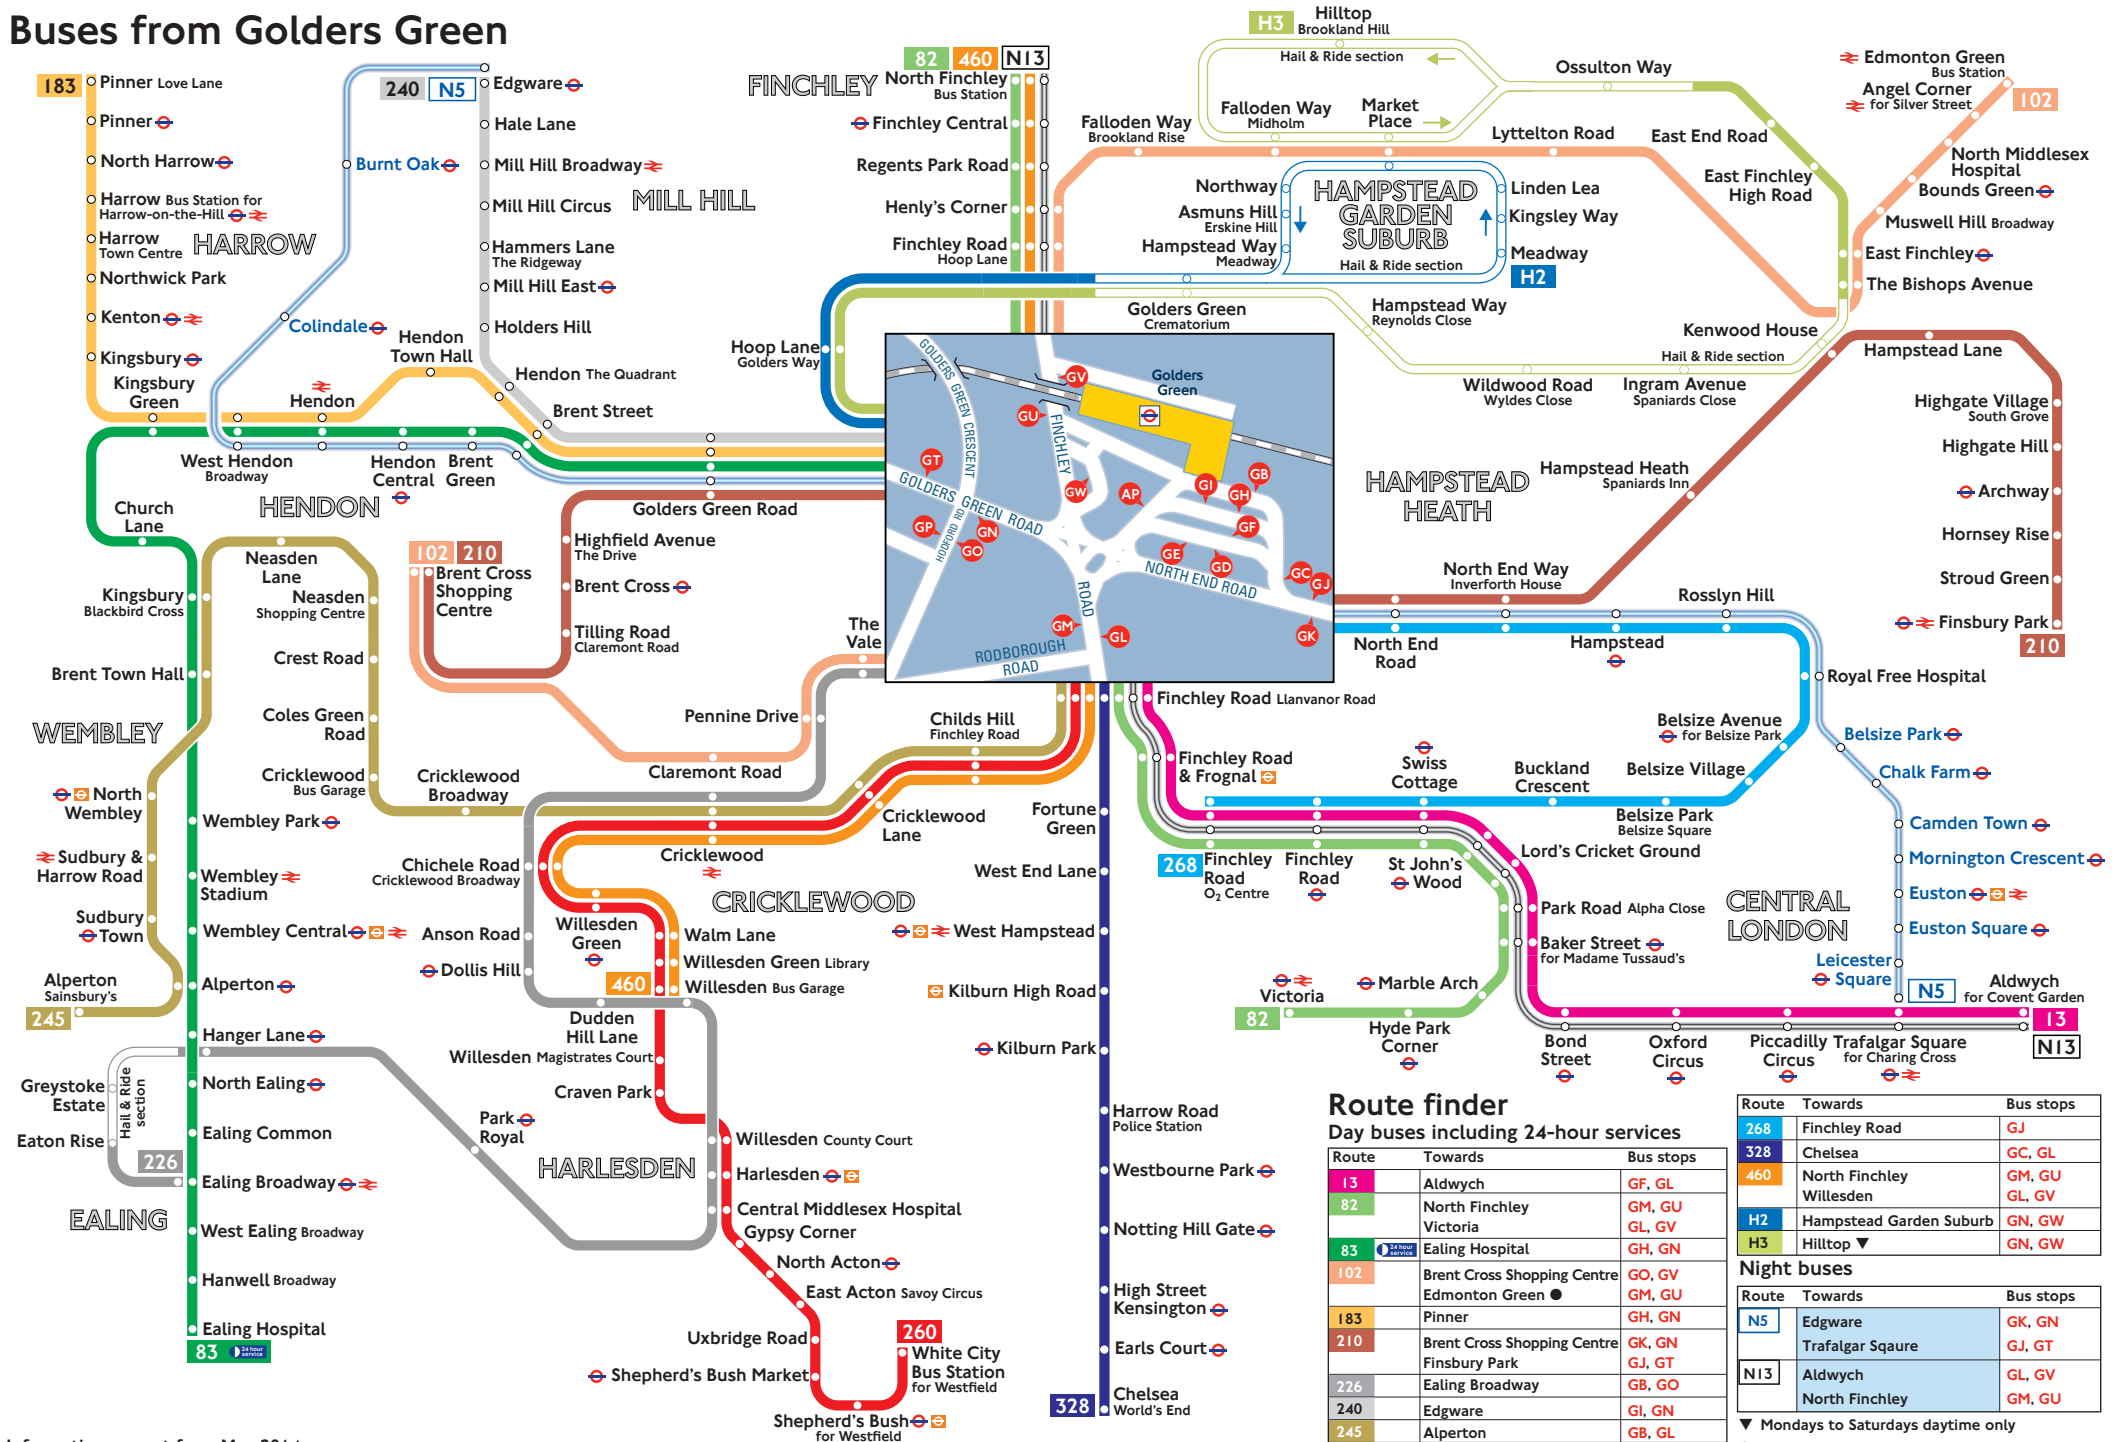 Buses from Golders Green
183
Pinner Love Lane
Pinner
North Harrow
Harrow Bus Station for
Harrow-on-the-Hill
Harrow
Town Centre
HARROW
Northwick Park
Kenton
Kingsbury
Kingsbury
Green
240
N5
Edgware
Hale Lane
Burnt Oak
Mill Hill Broadway
Mill Hill Circus
MILL HILL
Hammers Lane
The Ridgeway
Mill Hill East
Colindale
Holders Hill
Hendon
Town Hall
Hendon The Quadrant
Hendon
Brent Street
West Hendon
Broadway
Hendon
Central
Brent
Green
HENDON
Golders Green Road
82
460
N13
FINCHLEY
North Finchley
Bus Station
Finchley Central
Regents Park Road
Henly's Corner
Finchley Road
Hoop Lane
Hoop Lane
Golders Way
H3
Hilltop
Brookland Hill
Hail & Ride section
Falloden Way
Midholm
Market
Place
Falloden Way
Brookland Rise
Ossulton Way
Lyttelton Road
East End Road
East Finchley
High Road
Edmonton Green
Bus Station
Angel Corner
for Silver Street
102
North Middlesex
Hospital
Bounds Green
Muswell Hill Broadway
East Finchley
The Bishops Avenue
Northway
Asmuns Hill
Erskine Hill
Hampstead Way
Meadway
HAMPSTEAD
GARDEN
SUBURB
Hail & Ride section
Linden Lea
Kingsley Way
Meadway
H2
Golders Green
Crematorium
Hampstead Way
Reynolds Close
Kenwood House
Hail & Ride section
Wildwood Road
Wyldes Close
Ingram Avenue
Spaniards Close
Hampstead Lane
Highgate Village
South Grove
Highgate Hill
Archway
Hornsey Rise
Stroud Green
Finsbury Park
210
Hampstead Heath
Spaniards Inn
HAMPSTEAD
HEATH
North End Way
Inverforth House
North End
Road
Hampstead
Rosslyn Hill
Royal Free Hospital
Golders
Green
GOLDERS GREEN CRESCENT
FINCHLEY
ROAD
GOLDERS GREEN ROAD
HODFORD RD
NORTH END ROAD
RODBOROUGH
ROAD
GV
GU
GT
GW
AP
GI
GB
GH
GF
GP
GN
GO
GE
GD
GC
GJ
GM
GL
GK
Church
Lane
Neasden
Lane
Neasden
Shopping Centre
Kingsbury
Blackbird Cross
Brent Town Hall
Crest Road
Coles Green
Road
WEMBLEY
Cricklewood
Bus Garage
North
Wembley
Wembley Park
Sudbury &
Harrow Road
Wembley
Stadium
Sudbury
Town
Wembley Central
Alperton
Sainsbury's
245
Alperton
Hanger Lane
Greystoke
Estate
Hail & Ride
section
North Ealing
Eaton Rise
Ealing Common
226
Ealing Broadway
EALING
West Ealing Broadway
Hanwell Broadway
Ealing Hospital
83
24 hour
service
102
210
Brent Cross
Shopping
Centre
Highfield Avenue
The Drive
Brent Cross
Tilling Road
Claremont Road
The
Vale
Pennine Drive
Claremont Road
Childs Hill
Finchley Road
Cricklewood
Broadway
Cricklewood
Lane
Cricklewood
Chichele Road
Cricklewood Broadway
CRICKLEWOOD
Willesden
Green
Walm Lane
Anson Road
Willesden Green Library
Dollis Hill
460
Willesden Bus Garage
Dudden
Hill Lane
Willesden Magistrates Court
Craven Park
Park
Royal
Willesden County Court
HARLESDEN
Harlesden
Central Middlesex Hospital
Gypsy Corner
North Acton
East Acton Savoy Circus
Uxbridge Road
260
White City
Bus Station
for Westfield
Shepherd's Bush Market
Shepherd's Bush
for Westfield
Finchley Road Llanvanor Road
Finchley Road
& Frognal
Fortune
Green
West End Lane
West Hampstead
Kilburn High Road
Kilburn Park
Harrow Road
Police Station
Westbourne Park
Notting Hill Gate
High Street
Kensington
Earls Court
328
Chelsea
World's End
Swiss
Cottage
Buckland
Crescent
Belsize Village
Belsize Avenue
for Belsize Park
Belsize Park
Belsize Square
268
Finchley
Road
O2 Centre
Finchley
Road
St John's
Wood
Lord's Cricket Ground
Park Road Alpha Close
Baker Street
for Madame Tussaud's
Marble Arch
Victoria
82
Hyde Park
Corner
Bond
Street
Oxford
Circus
Piccadilly
Circus
Trafalgar Square
for Charing Cross
Belsize Park
Chalk Farm
Camden Town
Mornington Crescent
Euston
Euston Square
CENTRAL
LONDON
Leicester
Square
N5
Aldwych
for Covent Garden
13
N13
Route finder
Day buses including 24-hour services
Route Towards Bus stops
13 Aldwych GF, GL
82 North Finchley GM, GU
Victoria GL, GV
83 24 hour service Ealing Hospital GH, GN
102 Brent Cross Shopping Centre GO, GV
Edmonton Green ● GM, GU
183 Pinner GH, GN
210 Brent Cross Shopping Centre GK, GN
Finsbury Park GJ, GT
226 Ealing Broadway GB, GO
240 Edgware GI, GN
245 Alperton GB, GL
Route Towards Bus stops
268 Finchley Road GJ
328 Chelsea GC, GL
460 North Finchley GM, GU
Willesden GL, GV
H2 Hampstead Garden Suburb GN, GW
H3 Hilltop ▼ GN, GW
Night buses
Route Towards Bus stops
N5 Edgware GK, GN
Trafalgar Sqaure GJ, GT
N13 Aldwych GL, GV
North Finchley GM, GU
▼ Mondays to Saturdays daytime only